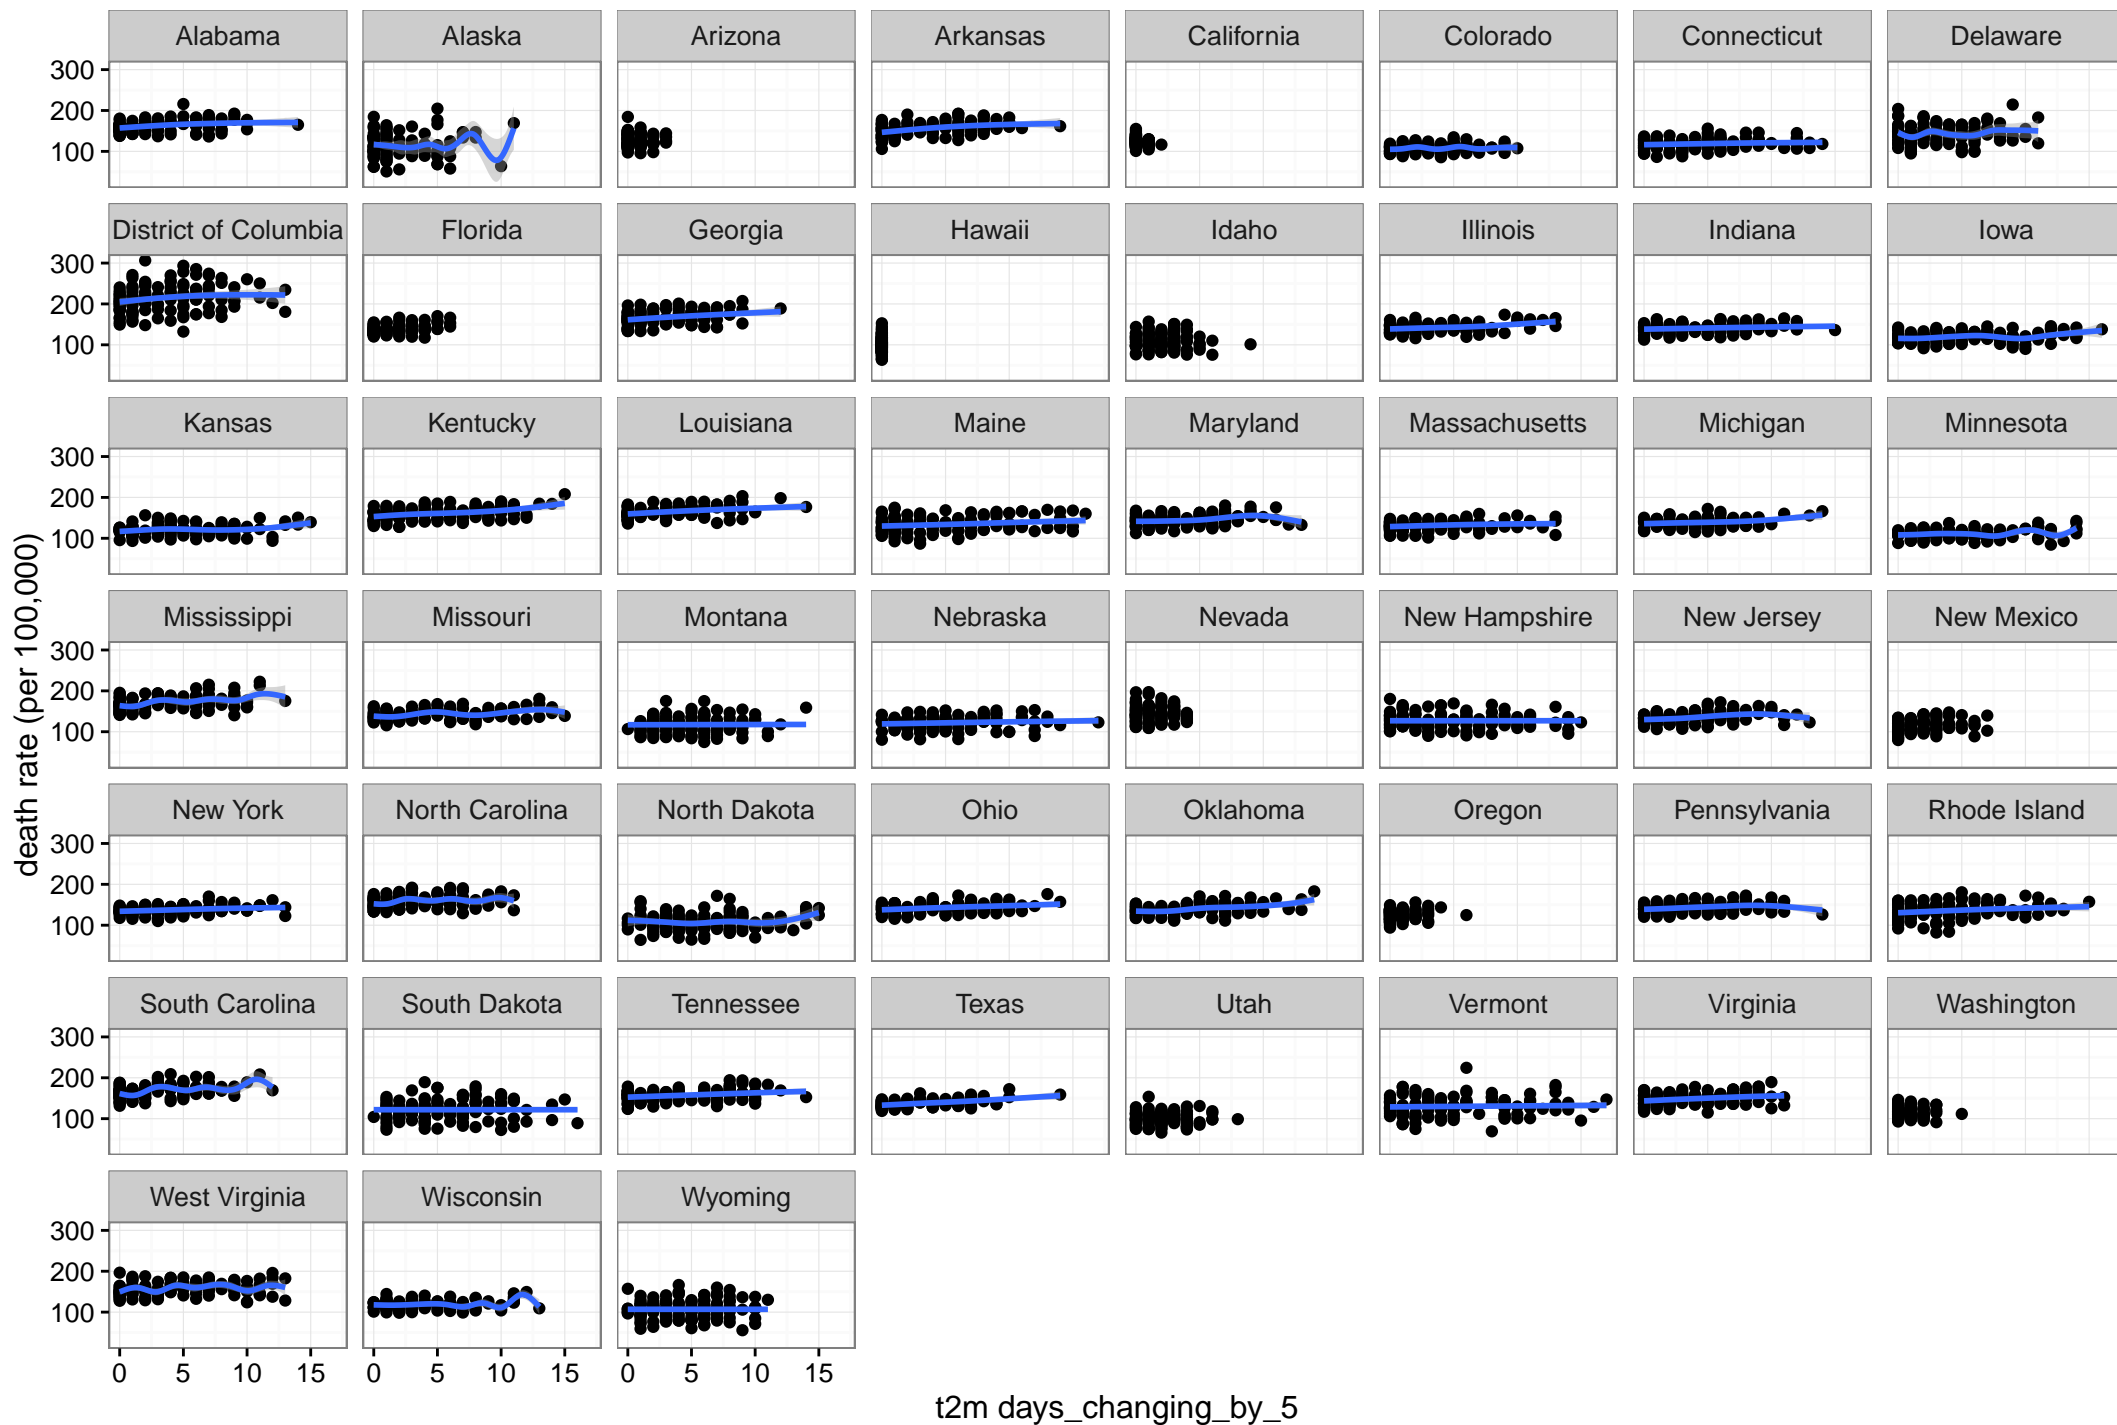 Alabama Alaska Arizona Arkansas California Colorado Connecticut Delaware
300
200
100
District of Columbia Florida Georgia Hawaii Idaho Illinois Indiana Iowa
300
200
100
Kansas Kentucky Louisiana Maine Maryland Massachusetts Michigan Minnesota
300
200
100
death rate (per 100,000)
Mississippi Missouri Montana Nebraska Nevada New Hampshire New Jersey New Mexico
300
200
100
New York North Carolina North Dakota Ohio Oklahoma Oregon Pennsylvania Rhode Island
300
200
100
South Carolina South Dakota Tennessee Texas Utah Vermont Virginia Washington
300
200
100
West Virginia Wisconsin Wyoming
300
200
100
0 5 10 15 0 5 10 15 0 5 10 15
t2m days_changing_by_5